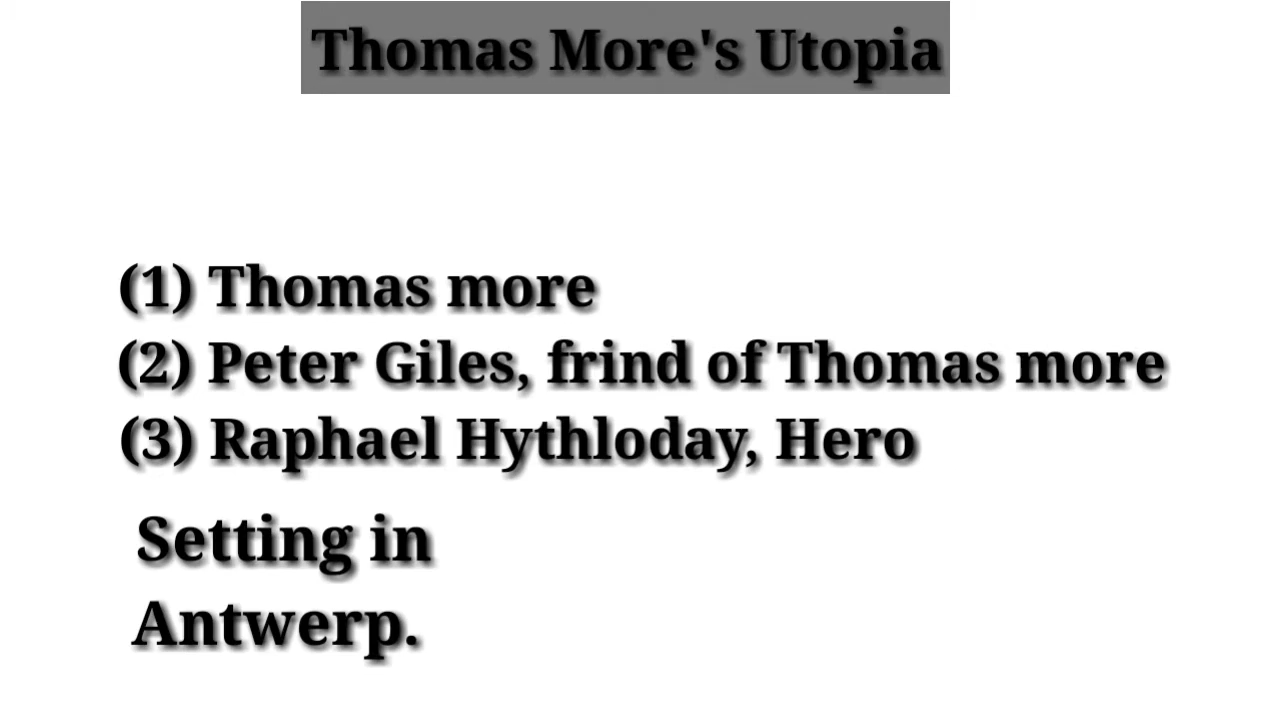 Thomas More's Utopia
(1) Thomas more
(2) Peter Giles, frind of Thomas more
(3) Raphael Hythloday, Hero
Setting in
Antwerp.